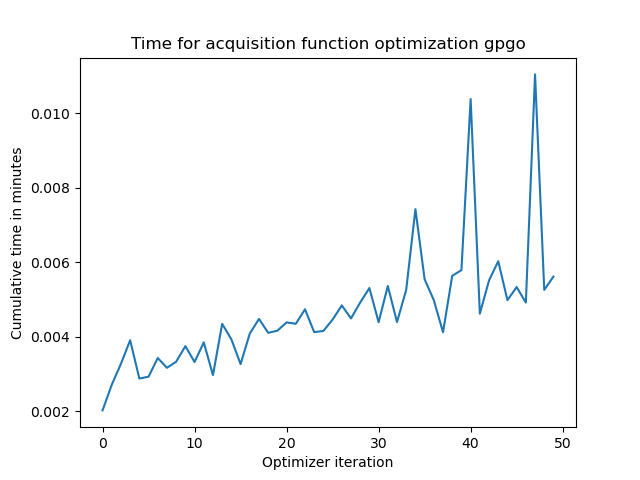 Time for acquisition function optimization gpgo
Cumulative time in minutes
0.010
0.008
0.006
0.004
0.002
0 10 20 30 40 50
Optimizer iteration